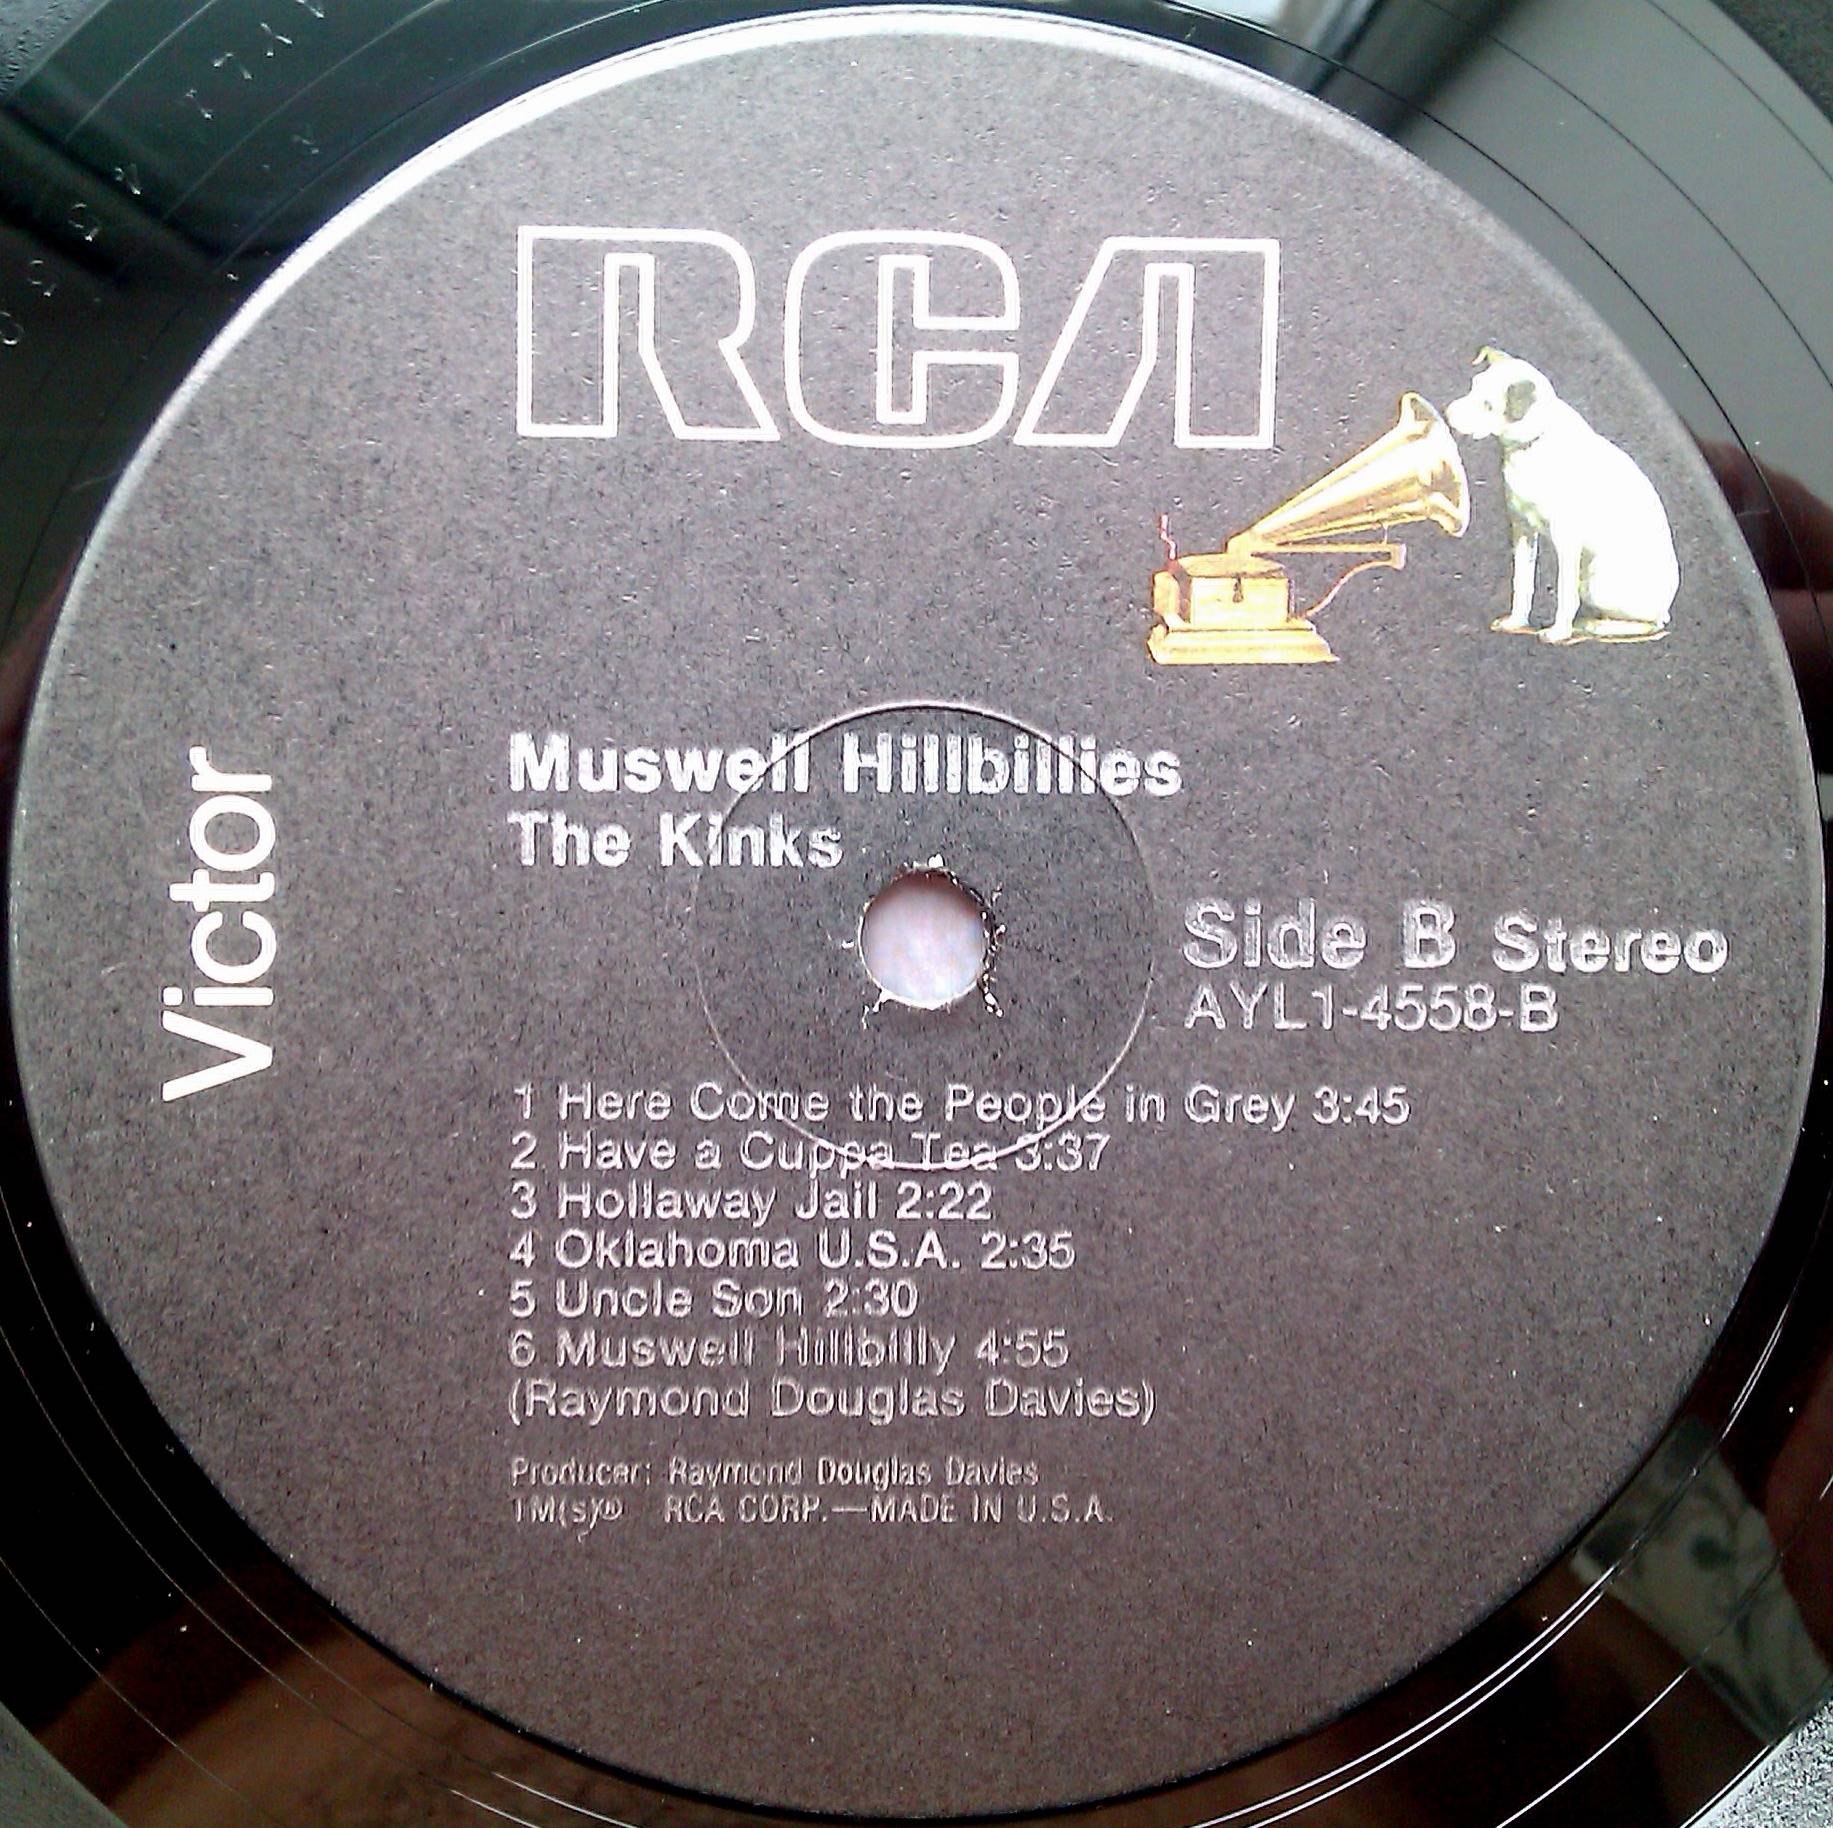 RCA
Victor
Muswell Hillbillies
The Kinks
Side B Stereo
AYL1-4558-B
1 Here Come the People in Grey 3:45
2 Have a Cuppa Tea 3:37
3 Hollaway Jail 2:22
4 Oklahoma U.S.A. 2:35
5 Uncle Son 2:30
6 Muswell Hillbilly 4:55
(Raymond Douglas Davies)
Producer: Raymond Douglas Davies
TM(s)® RCA CORP.—MADE IN U.S.A.